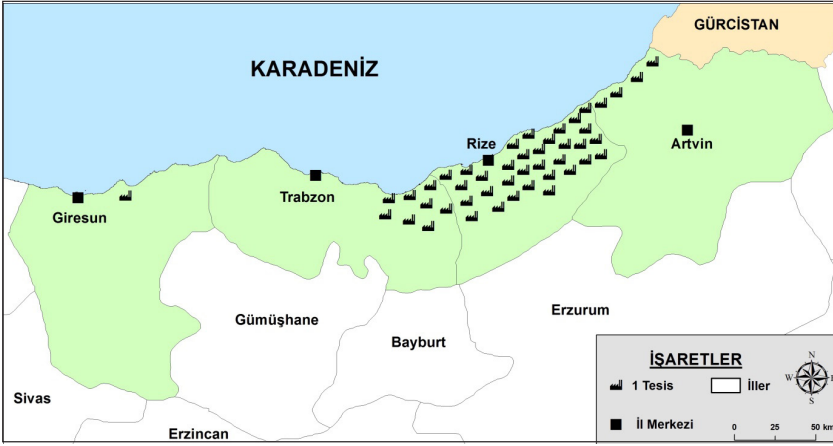 GÜRCİSTAN
KARADENİZ
Rize
Artvin
Trabzon
Giresun
Gümüşhane
Erzurum
Bayburt
Sivas
Erzincan
İŞARETLER
1 Tesis
İller
İl Merkezi
N
W
E
S
0 25 50 km